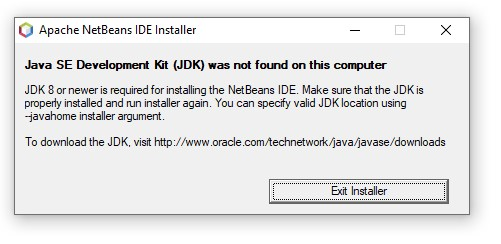 Apache NetBeans IDE Installer
Java SE Development Kit (JDK) was not found on this computer
JDK 8 or newer is required for installing the NetBeans IDE. Make sure that the JDK is
properly installed and run installer again. You can specify valid JDK location using
--javahome installer argument.
To download the JDK, visit http://www.oracle.com/technetwork/java/javase/downloads
Exit Installer